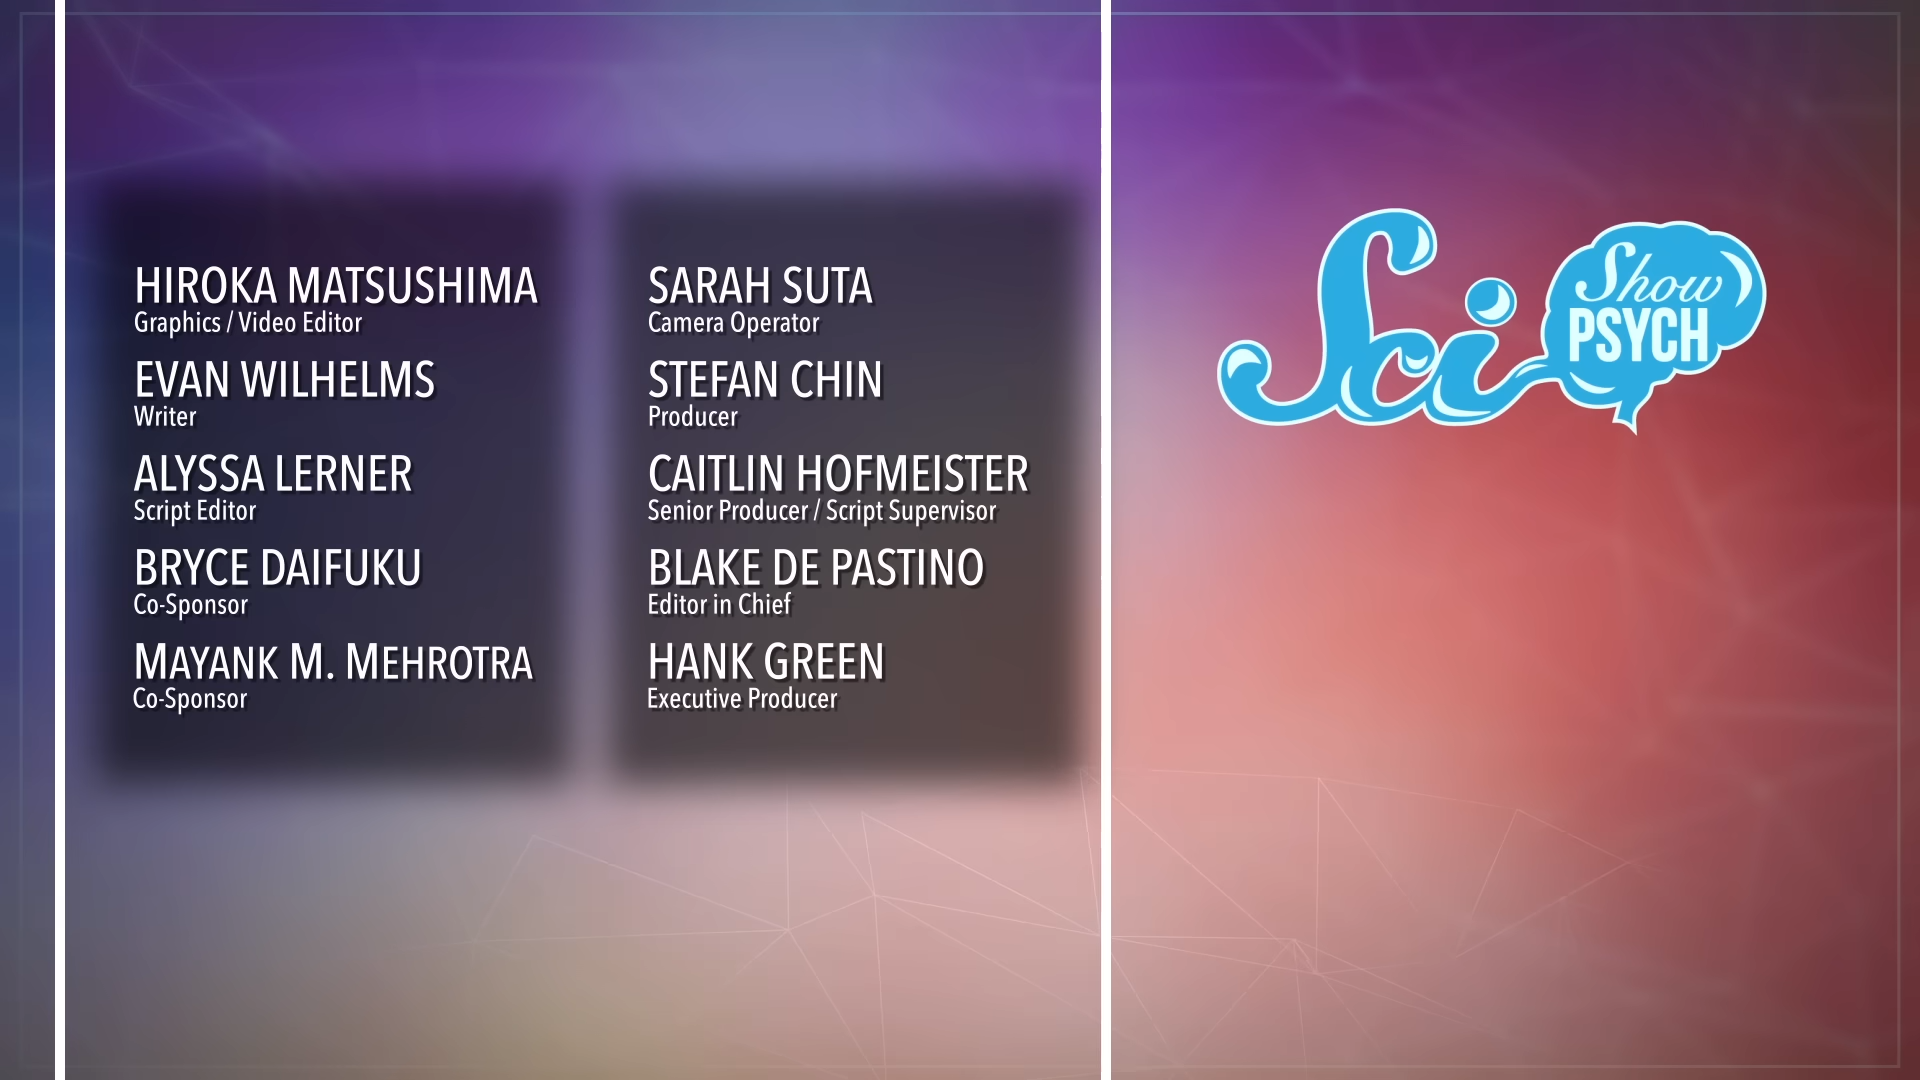 HIROKA MATSUSHIMA
Graphics / Video Editor
EVAN WILHELMS
Writer
ALYSSA LERNER
Script Editor
BRYCE DAIFUKU
Co-Sponsor
MAYANK M. MEHROTRA
Co-Sponsor
SARAH SUTA
Camera Operator
STEFAN CHIN
Producer
CAITLIN HOFMEISTER
Senior Producer / Script Supervisor
BLAKE DE PASTINO
Editor in Chief
HANK GREEN
Executive Producer
Sci
Show
PSYCH